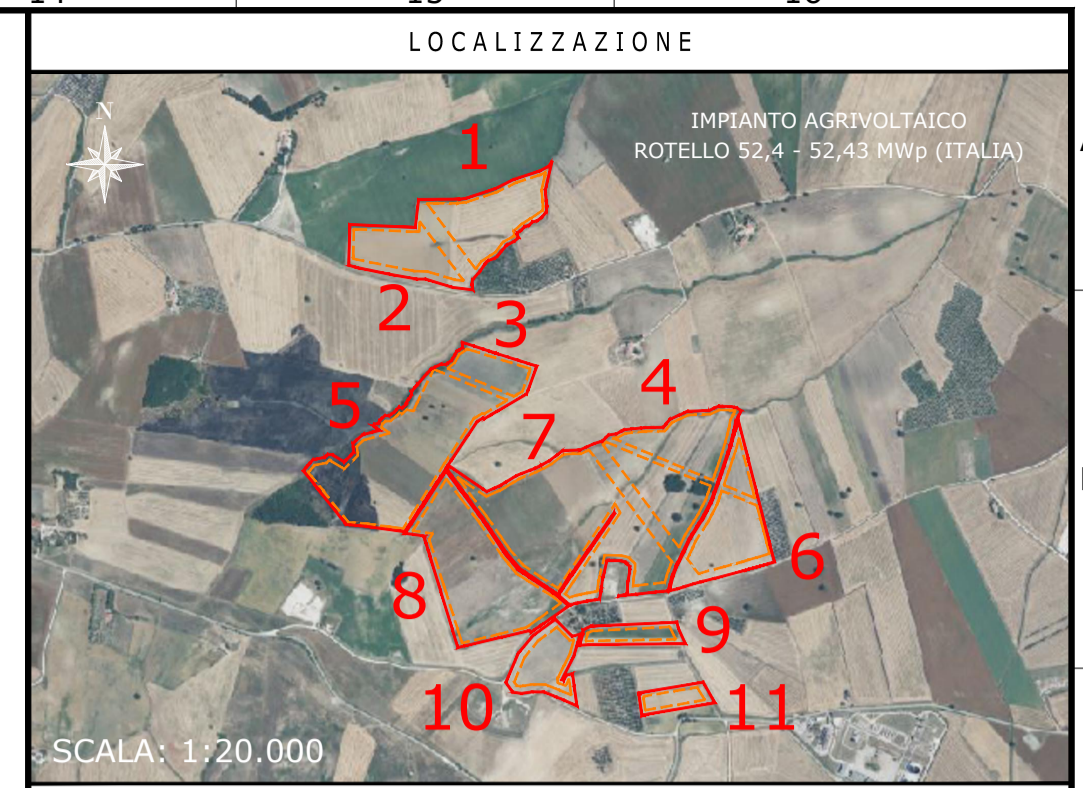 LOCALIZZAZIONE
N
IMPIANTO AGRIVOLTAICO
ROTELLO 52,4 - 52,43 MWp (ITALIA)
1
2
3
4
5
7
6
8
9
10
11
SCALA: 1:20.000